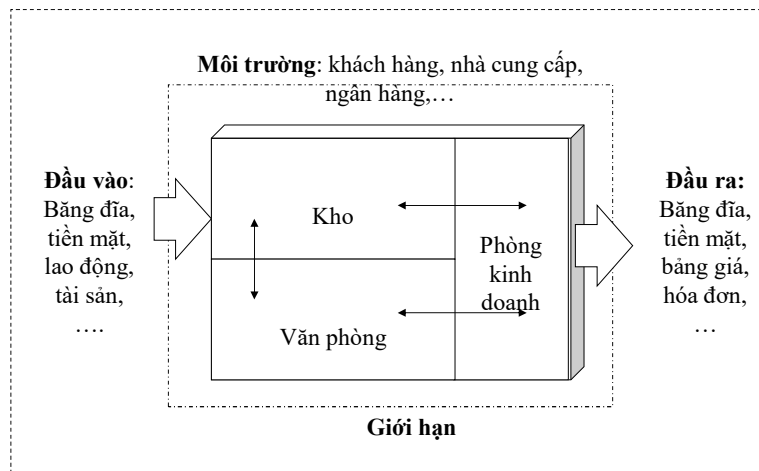 Môi trường: khách hàng, nhà cung cấp,
ngân hàng,…
Đầu vào:
Băng đĩa,
tiền mặt,
lao động,
tài sản,
….
Kho
Văn phòng
Phòng
kinh
doanh
Đầu ra:
Băng đĩa,
tiền mặt,
bảng giá,
hóa đơn,
…
Giới hạn